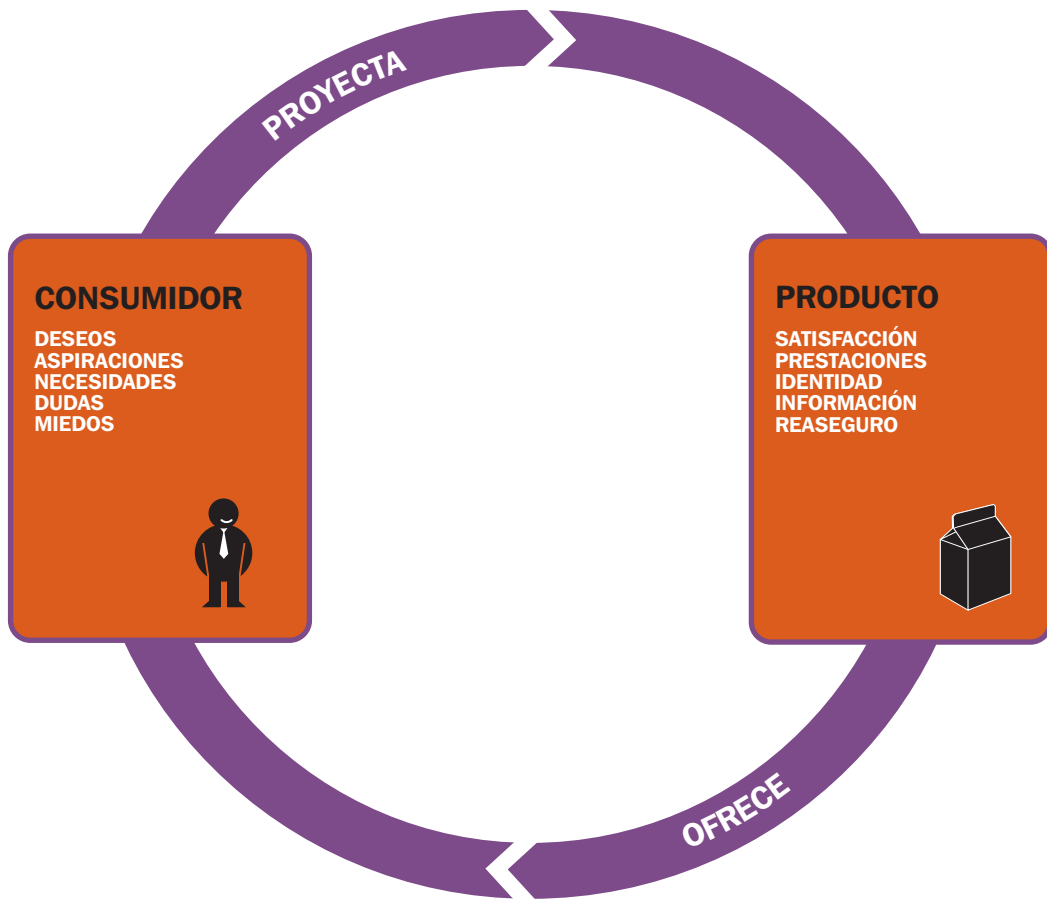 PROYECTA
CONSUMIDOR
DESEOS
ASPIRACIONES
NECESIDADES
DUDAS
MIEDOS
PRODUCTO
SATISFACCIÓN
PRESTACIONES
IDENTIDAD
INFORMACIÓN
REASEGURO
OFRECE